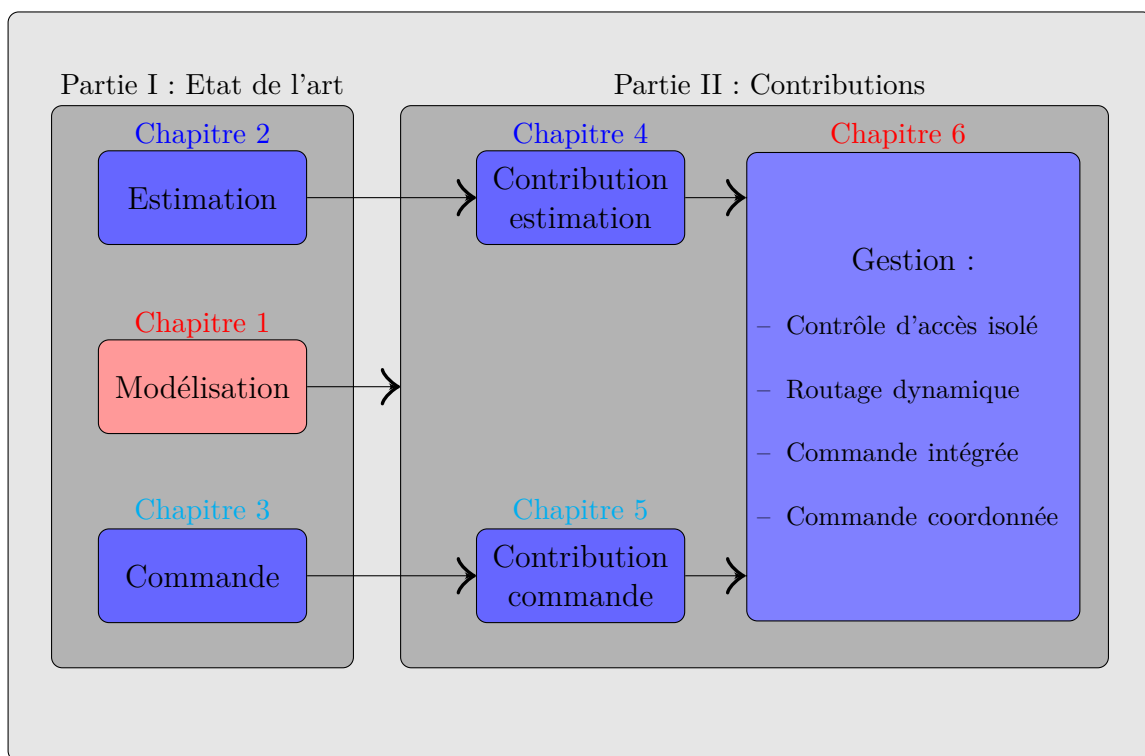 Partie I : Etat de l'art
Chapitre 2
Estimation
Chapitre 1
Modélisation
Chapitre 3
Commande
Partie II : Contributions
Chapitre 4
Contribution
estimation
Chapitre 5
Contribution
commande
Chapitre 6
Gestion :
– Contrôle d'accès isolé
– Routage dynamique
– Commande intégrée
– Commande coordonnée